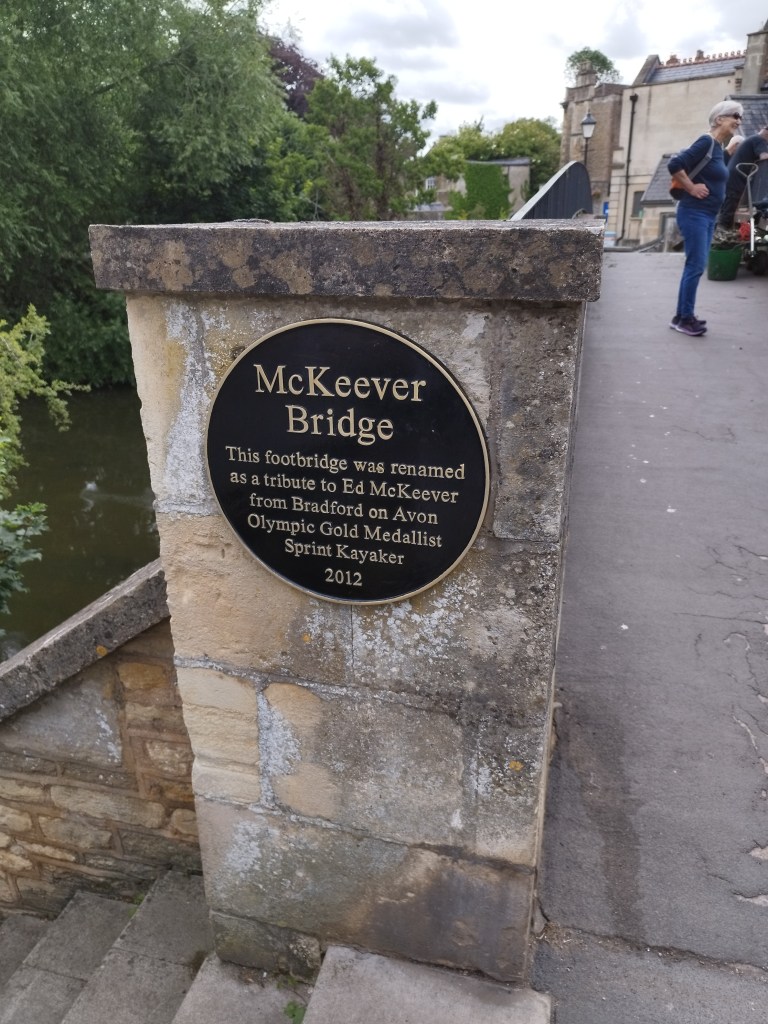 McKeever
Bridge
This footbridge was renamed
as a tribute to Ed McKeever
from Bradford on Avon
Olympic Gold Medallist
Sprint Kayaker
2012